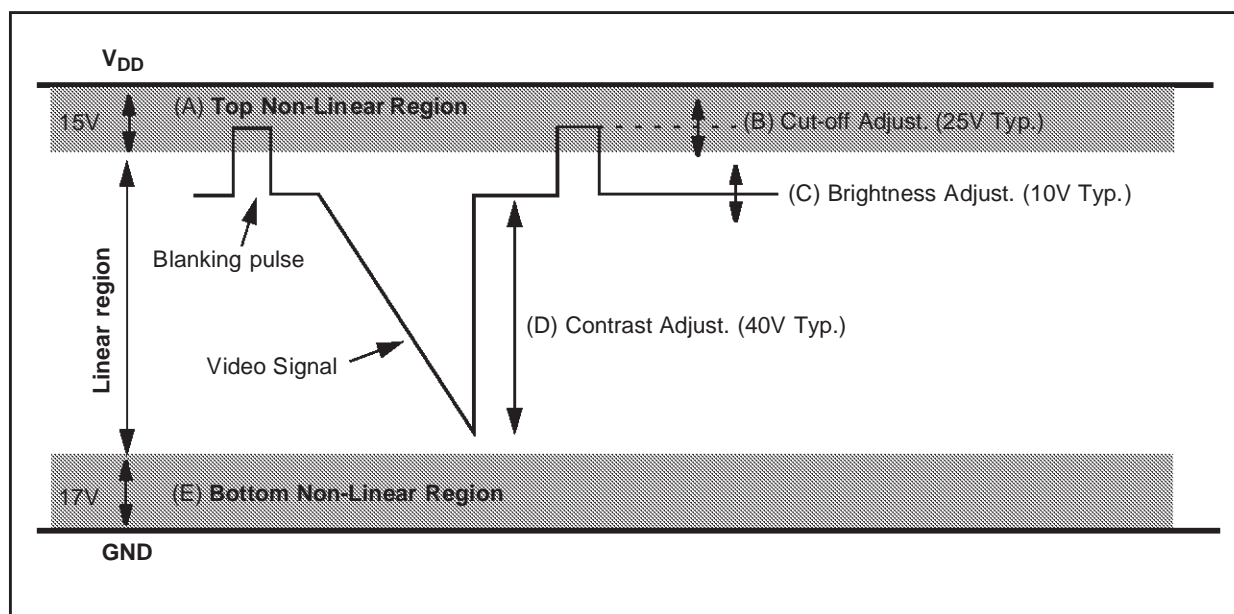 VDD
(A) Top Non-Linear Region
15V
(B) Cut-off Adjust. (25V Typ.)
(C) Brightness Adjust. (10V Typ.)
Blanking pulse
Linear region
(D) Contrast Adjust. (40V Typ.)
Video Signal
17V
(E) Bottom Non-Linear Region
GND